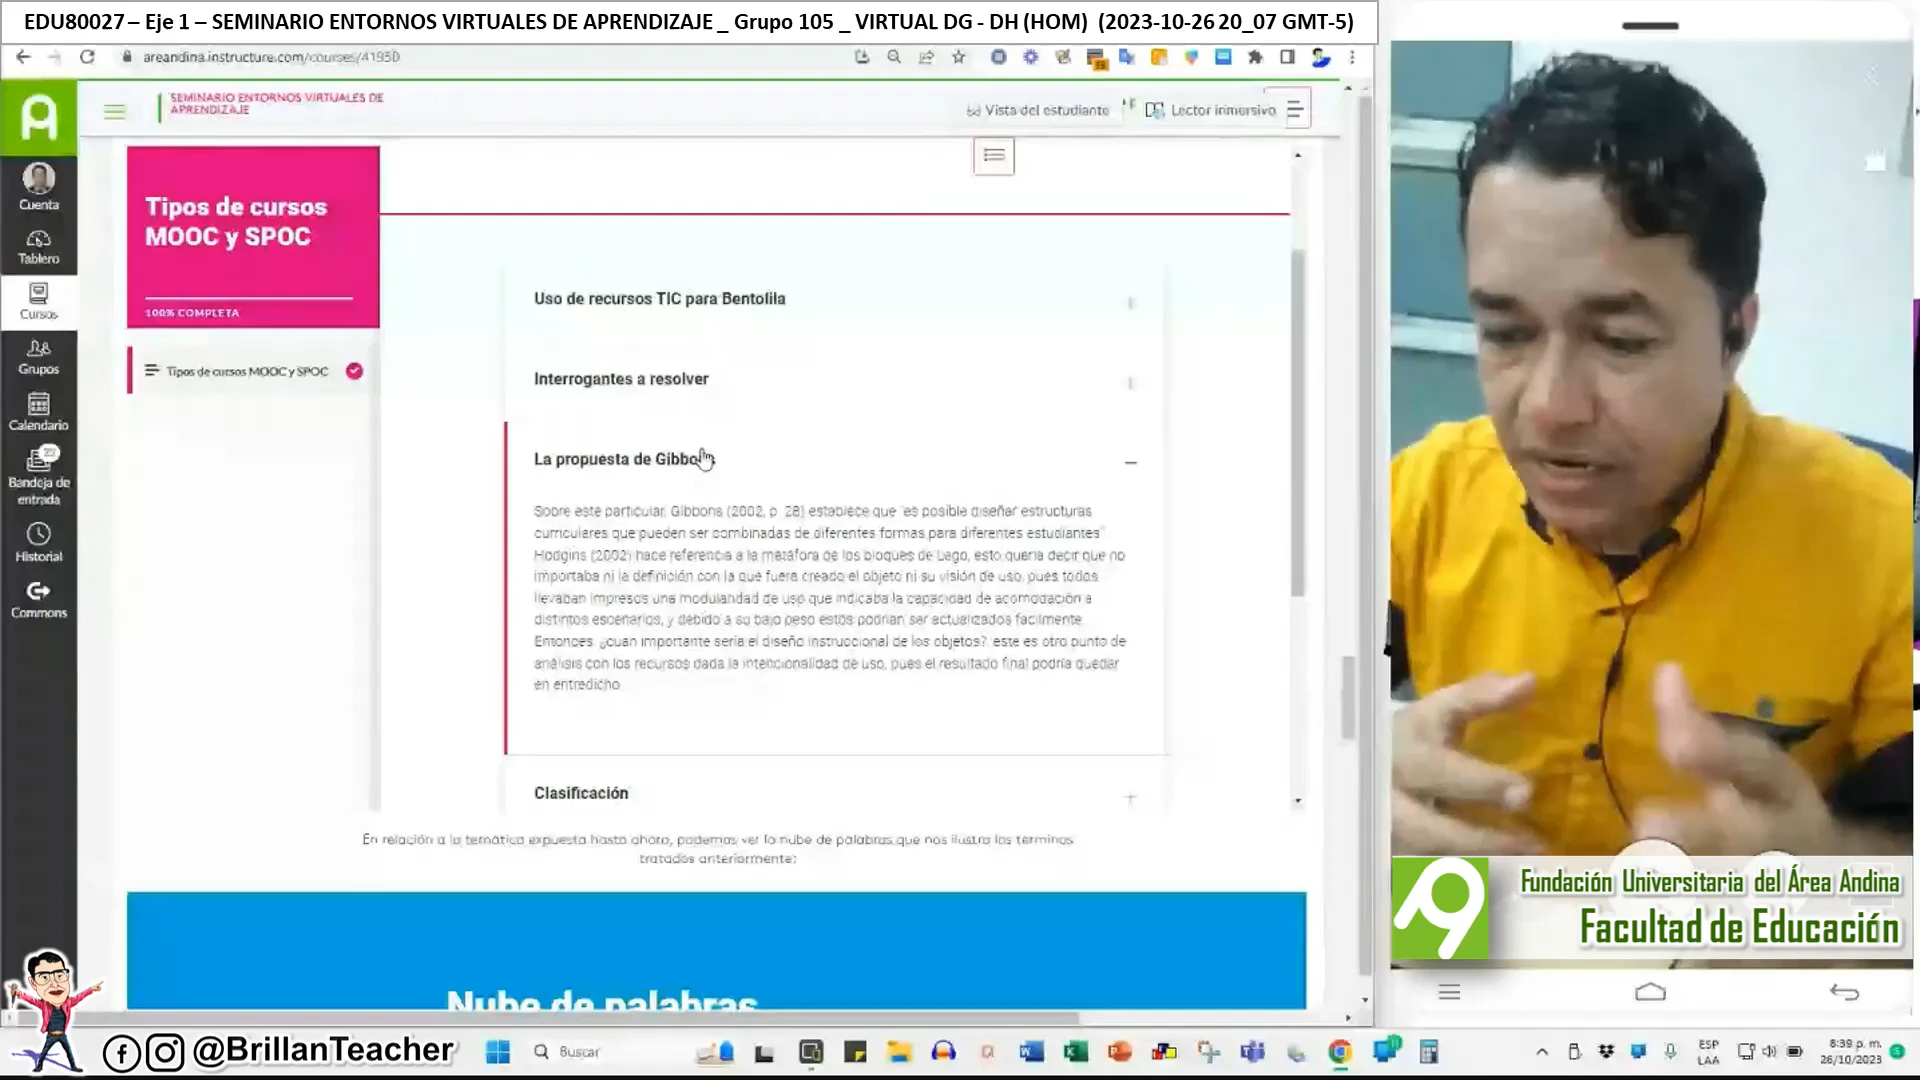 EDU80027 – Eje 1 – SEMINARIO ENTORNOS VIRTUALES DE APRENDIZAJE _ Grupo 105 _ VIRTUAL DG - DH (HOM) (2023-10-26 20_07 GMT-5)
areandina.instructure.com/courses/41950
SEMINARIO ENTORNOS VIRTUALES DE
APRENDIZAJE
Vista del estudiante
Lector inmersivo
Cuenta
Tablero
Cursos
Grupos
Calendario
Bandeja de
entrada
Historial
Commons
Tipos de cursos
MOOC y SPOC
100% COMPLETA
Tipos de cursos MOOC y SPOC
Uso de recursos TIC para Bentolila
Interrogantes a resolver
La propuesta de Gibbons
Sobre este particular, Gibbons (2002, p. 28) establece que "es posible diseñar estructuras
curriculares que pueden ser combinadas de diferentes formas para diferentes estudiantes"
Hodgins (2002) hace referencia a la metáfora de los bloques de Lego, esto quería decir que no
importaba ni la definición con la que fuera creado el objeto ni su visión de uso, pues todos
llevaban impresos una modularidad de uso que indicaba la capacidad de acomodación a
distintos escenarios, y debido a su bajo peso estos podrían ser actualizados fácilmente.
Entonces, ¿cuán importante sería el diseño instruccional de los objetos?, este es otro punto de
análisis con los recursos dada la intencionalidad de uso, pues el resultado final podría quedar
en entredicho
Clasificación
En relación a la temática expuesta hasta ahora, podemos ver la nube de palabras que nos ilustra los términos
tratados anteriormente:
Nube de palabras
Fundación Universitaria del Área Andina
Facultad de Educación
@BrillanTeacher
Buscar
ESP
LAA
8:39 p. m.
26/10/2023